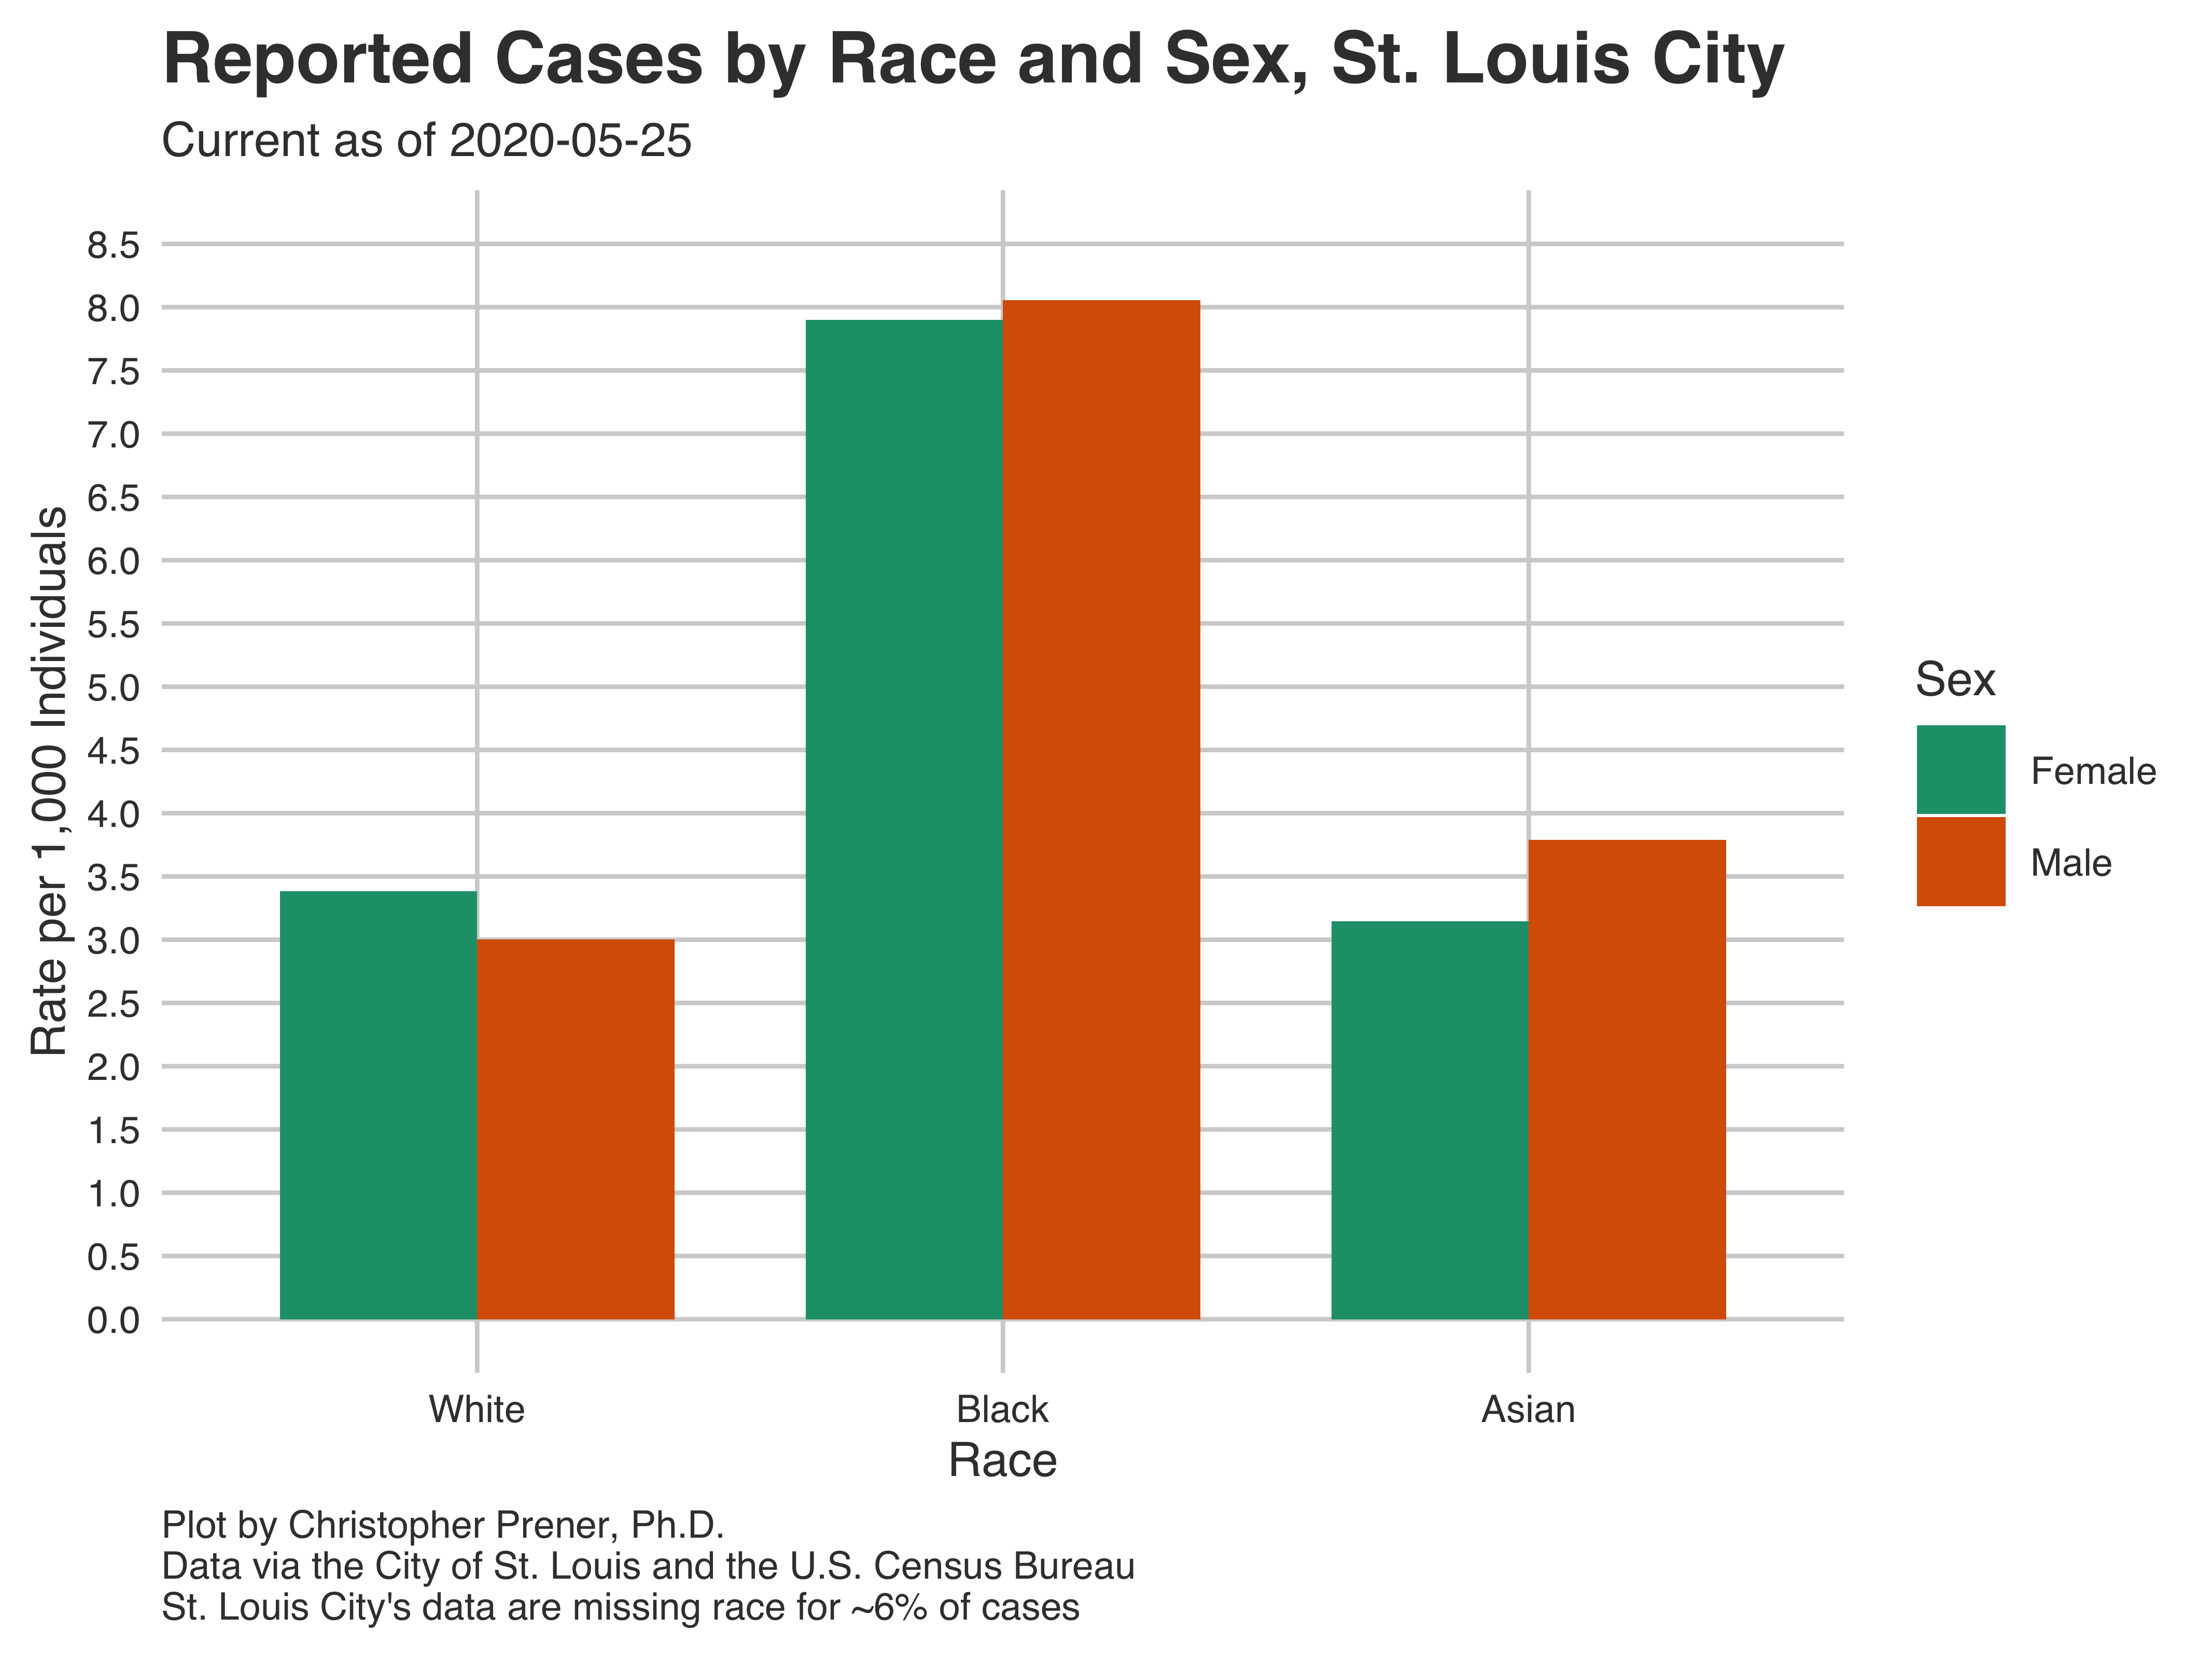 Reported Cases by Race and Sex, St. Louis City
Current as of 2020-05-25
Rate per 1,000 Individuals
8.5
8.0
7.5
7.0
6.5
6.0
5.5
5.0
4.5
4.0
3.5
3.0
2.5
2.0
1.5
1.0
0.5
0.0
White
Black
Asian
Race
Sex
Female
Male
Plot by Christopher Prener, Ph.D.
Data via the City of St. Louis and the U.S. Census Bureau
St. Louis City's data are missing race for ~6% of cases